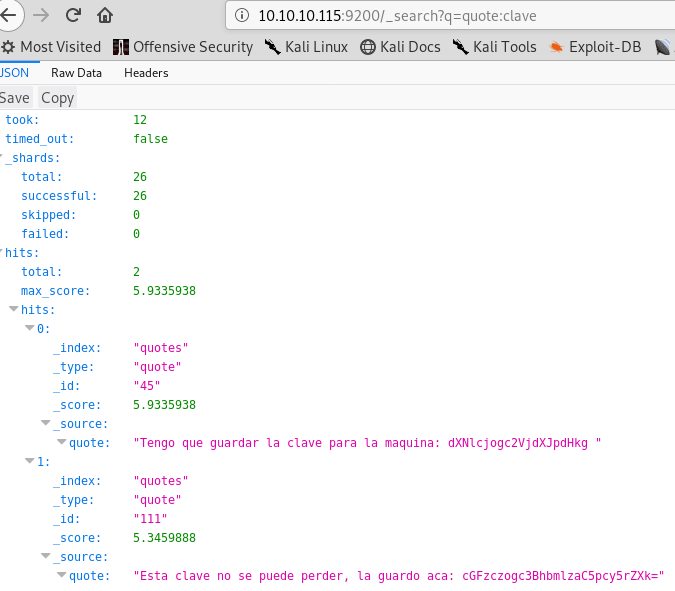 10.10.10.115:9200/_search?q=quote:clave
Most Visited Offensive Security Kali Linux Kali Docs Kali Tools Exploit-DB
JSON Raw Data Headers
Save Copy
took: 12
timed_out: false
_shards:
total: 26
successful: 26
skipped: 0
failed: 0
hits:
total: 2
max_score: 5.9335938
hits:
0:
_index: "quotes"
_type: "quote"
_id: "45"
_score: 5.9335938
_source:
quote: "Tengo que guardar la clave para la maquina: dXNlcjogc2VjdXJpdHkg "
1:
_index: "quotes"
_type: "quote"
_id: "111"
_score: 5.3459888
_source:
quote: "Esta clave no se puede perder, la guardo aca: cGFzczogc3BhbmlzaC5pcy5rZXk="